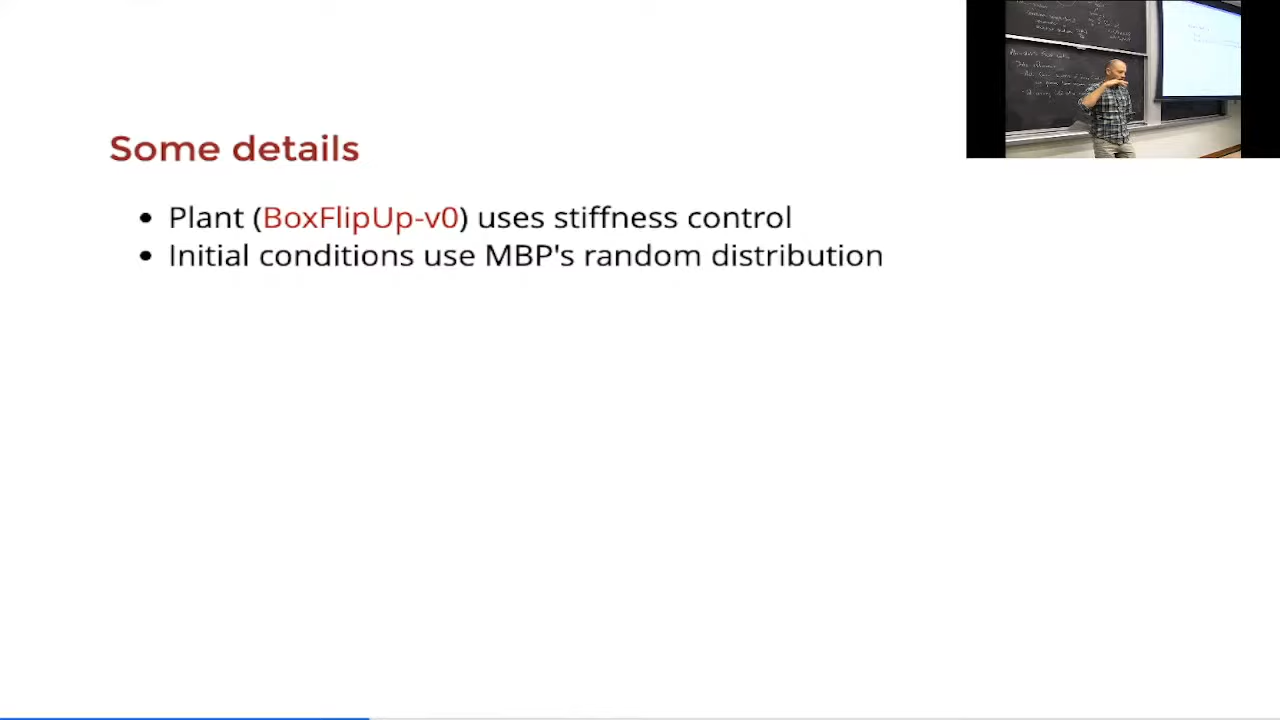 Some details
Plant (BoxFlipUp-v0) uses stiffness control
Initial conditions use MBP's random distribution